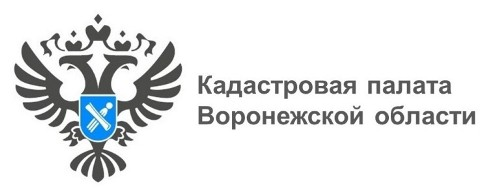 Кадастровая палата
Воронежской области